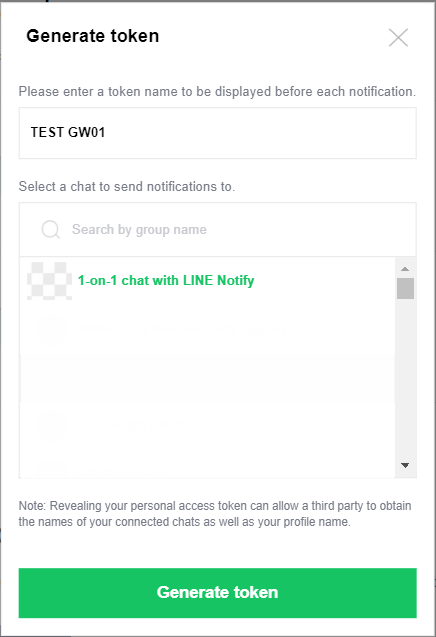 Generate token
Please enter a token name to be displayed before each notification.
TEST GW01
Select a chat to send notifications to.
Search by group name
1-on-1 chat with LINE Notify
Note: Revealing your personal access token can allow a third party to obtain
the names of your connected chats as well as your profile name.
Generate token